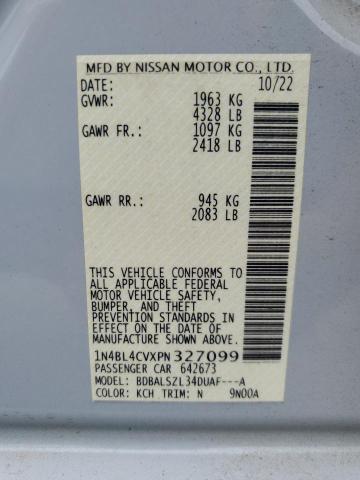 MFD BY NISSAN MOTOR CO., LTD.
DATE: 10/22
GVWR: 1963 KG
4328 LB
GAWR FR.: 1097 KG
2418 LB
GAWR RR.: 945 KG
2083 LB
THIS VEHICLE CONFORMS TO
ALL APPLICABLE FEDERAL
MOTOR VEHICLE SAFETY,
BUMPER, AND THEFT
PREVENTION STANDARDS IN
EFFECT ON THE DATE OF
MANUFACTURE SHOWN ABOVE.
1N4BL4CVXPN327099
PASSENGER CAR 642673
MODEL: BDBALSZL34DUAF---A
COLOR: KCH TRIM: N 9N00A